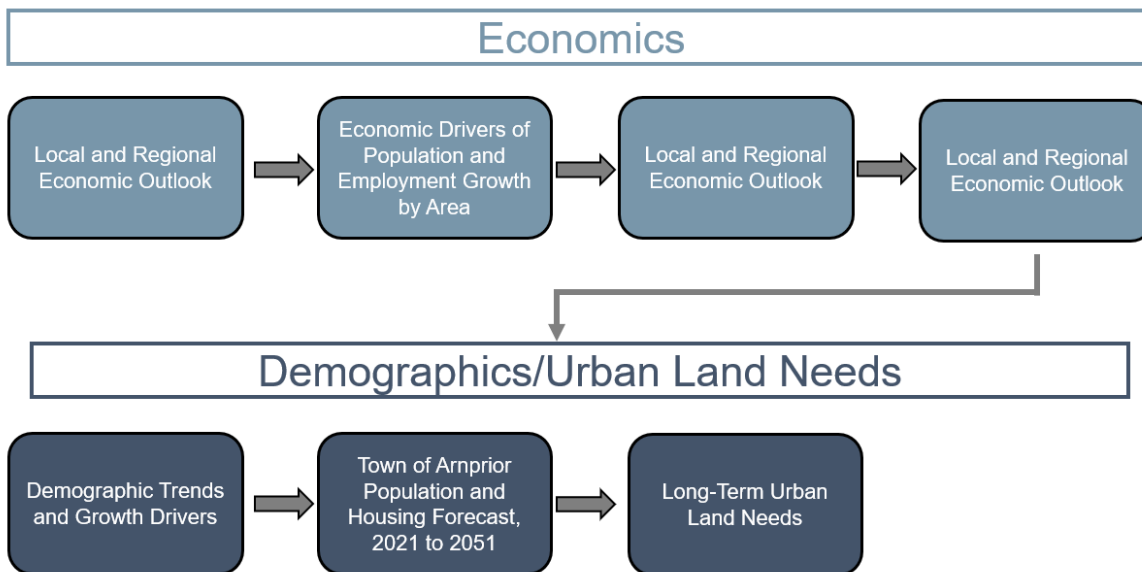 Economics
Local and Regional
Economic Outlook
Economic Drivers of
Population and
Employment Growth
by Area
Local and Regional
Economic Outlook
Local and Regional
Economic Outlook
Demographics/Urban Land Needs
Demographic Trends
and Growth Drivers
Town of Arnprior
Population and
Housing Forecast,
2021 to 2051
Long-Term Urban
Land Needs